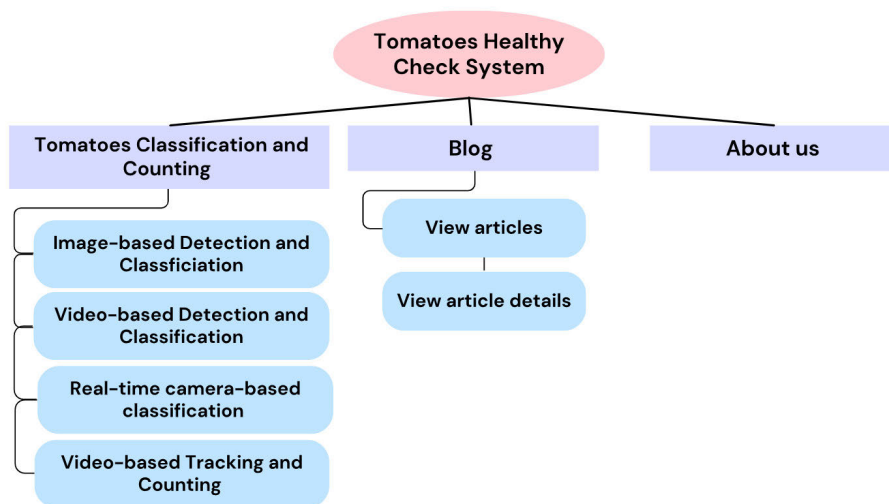 Tomatoes Healthy
Check System
Tomatoes Classification and
Counting
Blog
About us
Image-based Detection and
Classficiation
Video-based Detection and
Classification
Real-time camera-based
classification
Video-based Tracking and
Counting
View articles
View article details